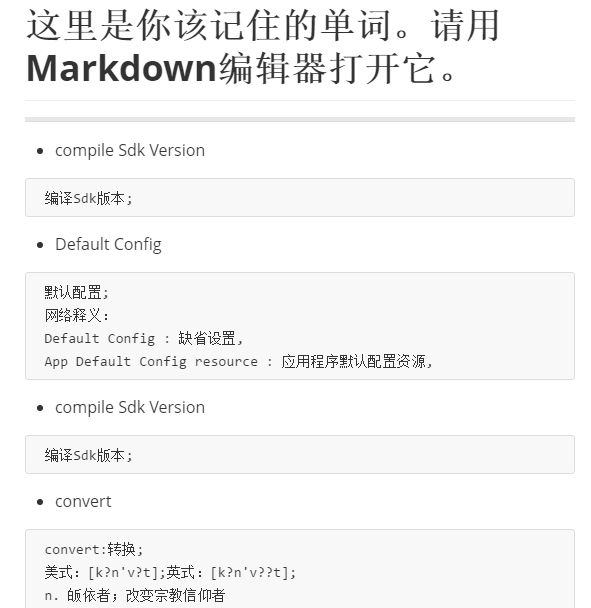 这里是你该记住的单词。请用
Markdown编辑器打开它。
compile Sdk Version
编译Sdk版本;
Default Config
默认配置;
网络释义:
Default Config : 缺省设置,
App Default Config resource : 应用程序默认配置资源,
compile Sdk Version
编译Sdk版本;
convert
convert:转换;
美式：[k?n'v?t];英式：[k?n'v??t];
n. 皈依者；改变宗教信仰者